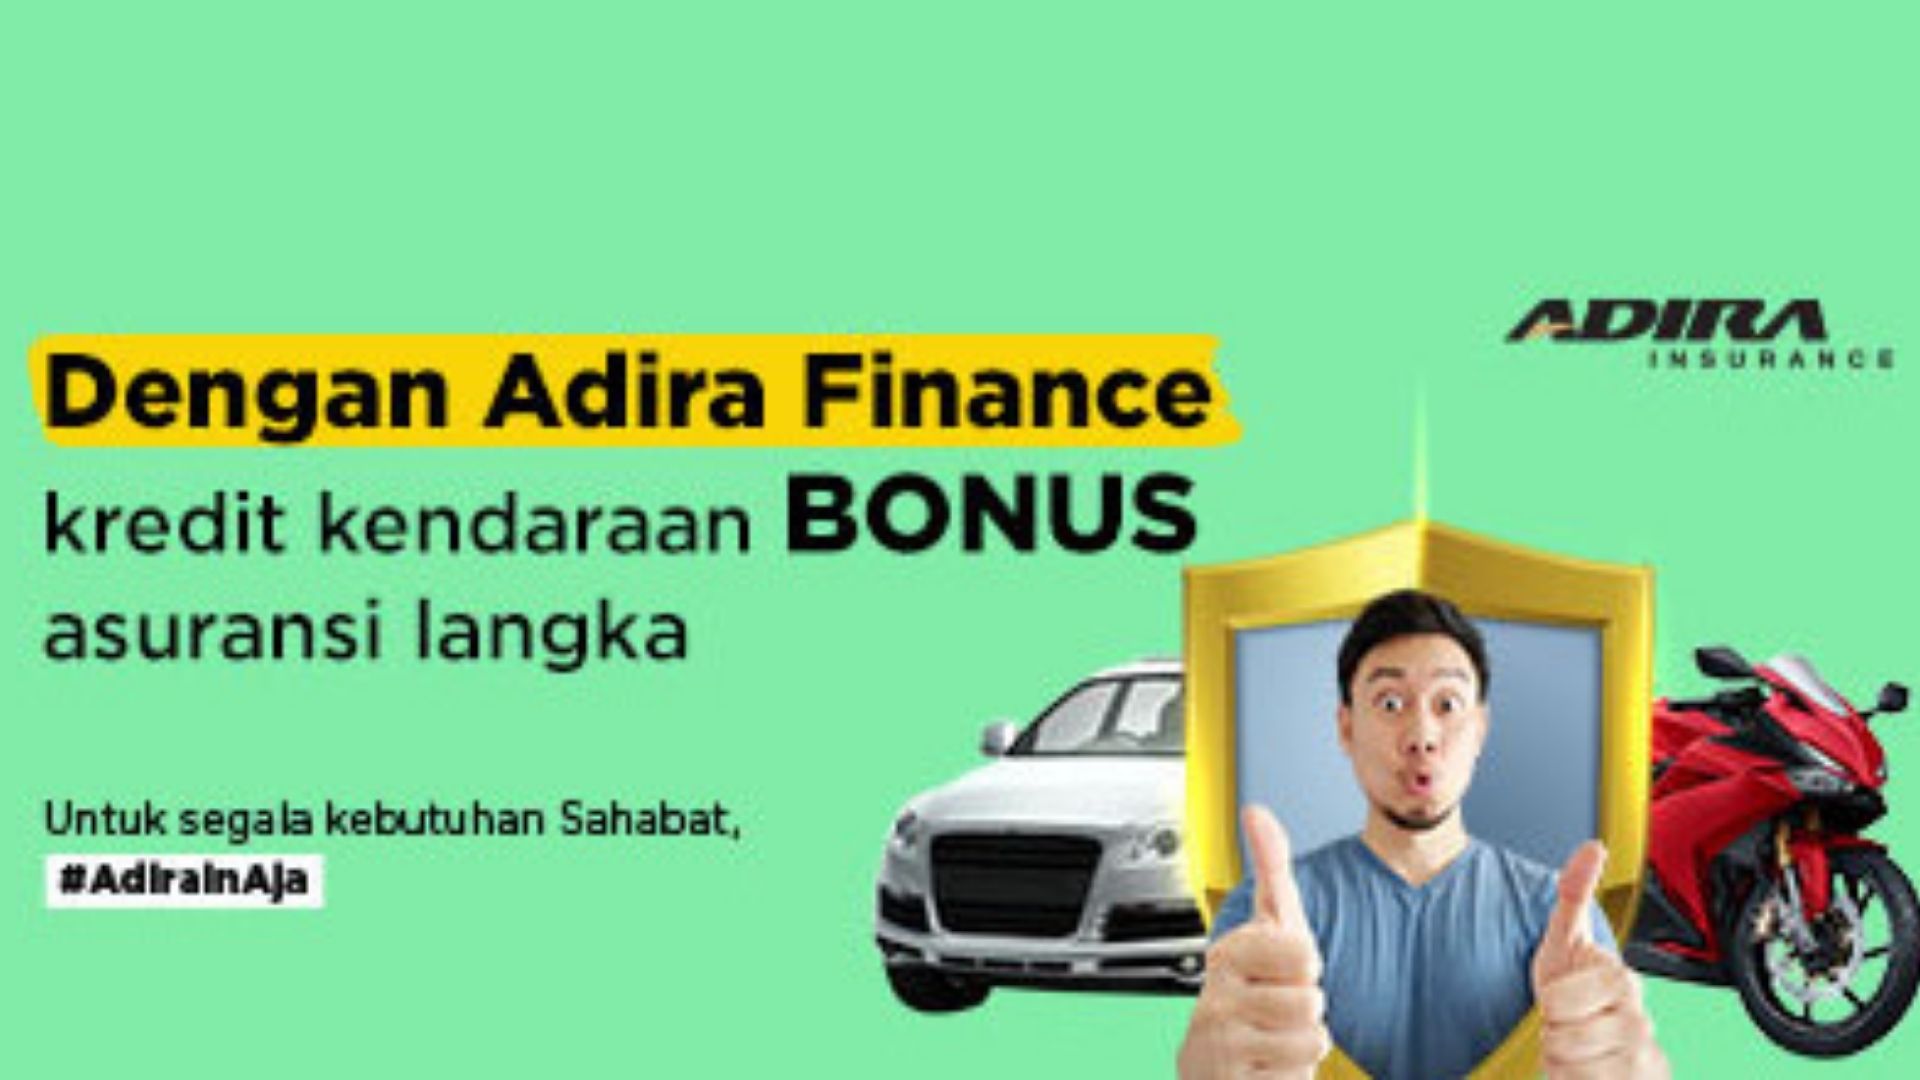 ADIRA
INSURANCE
Dengan Adira Finance
kredit kendaraan BONUS
asuransi langka
Untuk segala kebutuhan Sahabat,
#AdiraInAja